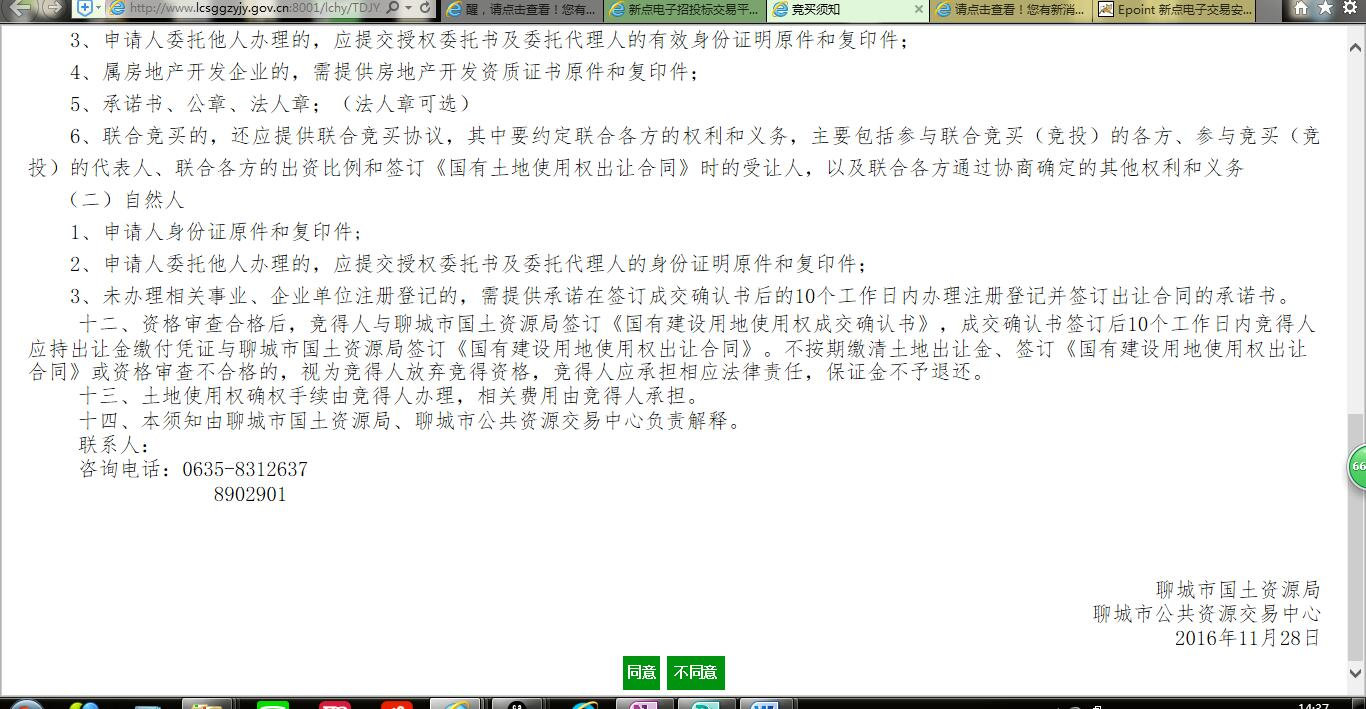 http://www.lcsggzyjy.gov.cn:8001/lchy/TDJY
醒，请点击查看！您有...
新点电子招投标交易平...
竞买须知
请点击查看！您有新消...
Epoint 新点电子交易安...
3、申请人委托他人办理的，应提交授权委托书及委托代理人的有效身份证明原件和复印件；
4、属房地产开发企业的，需提供房地产开发资质证书原件和复印件；
5、承诺书、公章、法人章；（法人章可选）
6、联合竞买的，还应提供联合竞买协议，其中要约定联合各方的权利和义务，主要包括参与联合竞买（竞投）的各方、参与竞买（竞
投）的代表人、联合各方的出资比例和签订《国有土地使用权出让合同》时的受让人，以及联合各方通过协商确定的其他权利和义务
（二）自然人
1、申请人身份证原件和复印件；
2、申请人委托他人办理的，应提交授权委托书及委托代理人的身份证明原件和复印件；
3、未办理相关事业、企业单位注册登记的，需提供承诺在签订成交确认书后的10个工作日内办理注册登记并签订出让合同的承诺书。
十二、资格审查合格后，竞得人与聊城市国土资源局签订《国有建设用地使用权成交确认书》，成交确认书签订后10个工作日内竞得人
应持出让金缴付凭证与聊城市国土资源局签订《国有建设用地使用权出让合同》。不按期缴清土地出让金、签订《国有建设用地使用权出让
合同》或资格审查不合格的，视为竞得人放弃竞得资格，竞得人应承担相应法律责任，保证金不予退还。
十三、土地使用权确权手续由竞得人办理，相关费用由竞得人承担。
十四、本须知由聊城市国土资源局、聊城市公共资源交易中心负责解释。
联系人：
咨询电话：0635-8312637
8902901
66
聊城市国土资源局
聊城市公共资源交易中心
2016年11月28日
同意 不同意
14:37